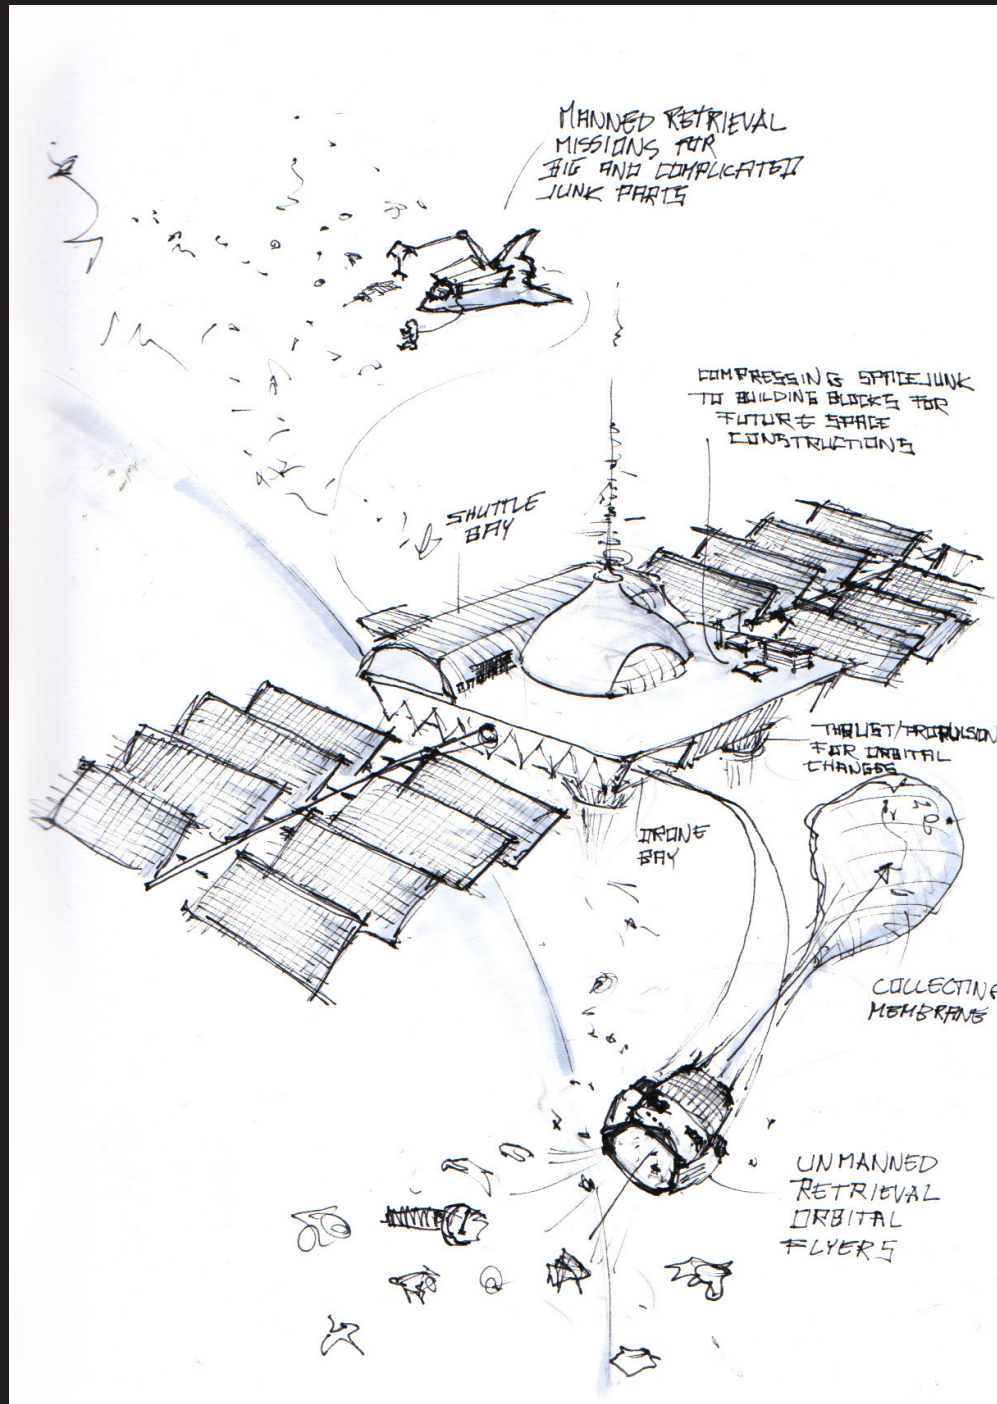 MANNED RETRIEVAL
MISSIONS FOR
BIG AND COMPLICATED
JUNK PARTS
COMPRESSING SPACEJUNK
TO BUILDING BLOCKS FOR
FUTURE SPACE
CONSTRUCTIONS
SHUTTLE
BAY
THRUST/PROPULSION
FOR ORBITAL
CHANGES
DRONE
BAY
COLLECTING
MEMBRANE
UNMANNED
RETRIEVAL
ORBITAL
FLYERS